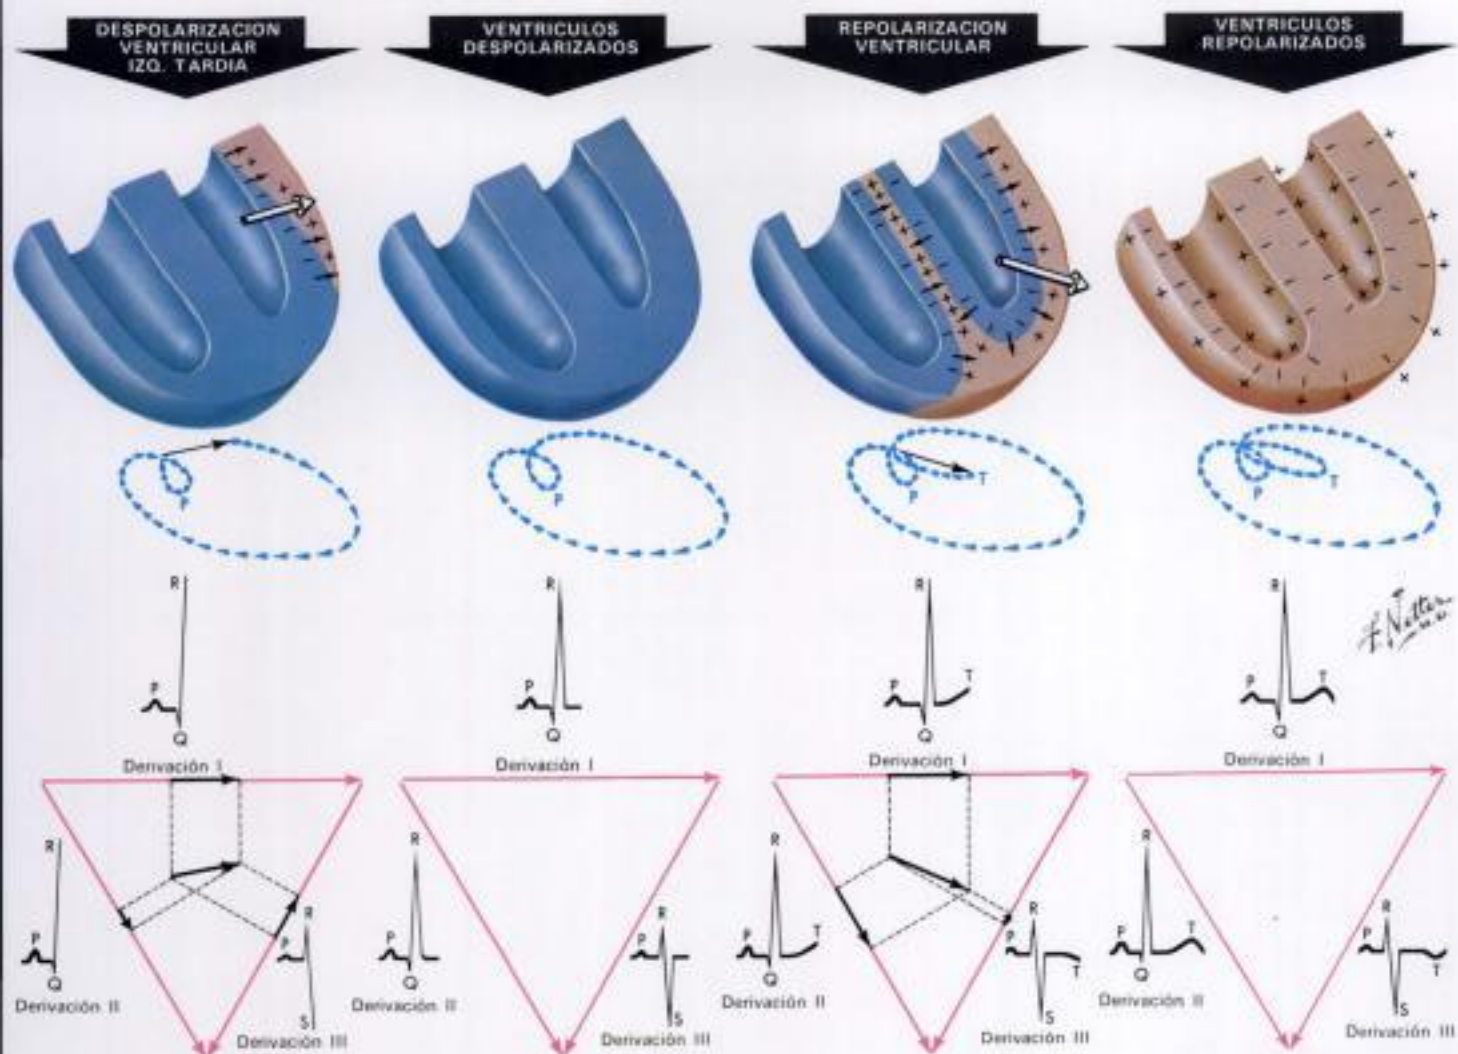 DESPOLARIZACION
VENTRICULAR
IZQ. TARDIA
VENTRICULOS
DESPOLARIZADOS
REPOLARIZACION
VENTRICULAR
VENTRICULOS
REPOLARIZADOS
P
P
P
T
P
T
R
P
Q
R
P
Q
R
P
T
Q
R
P
T
Q
F. Netter
Derivación I
Derivación I
Derivación I
Derivación I
R
P
Q
Derivación II
R
P
S
Derivación III
R
P
Q
Derivación II
R
P
S
Derivación III
R
P
T
Q
Derivación II
R
P
T
S
Derivación III
R
P
T
Q
Derivación II
R
P
T
S
Derivación III